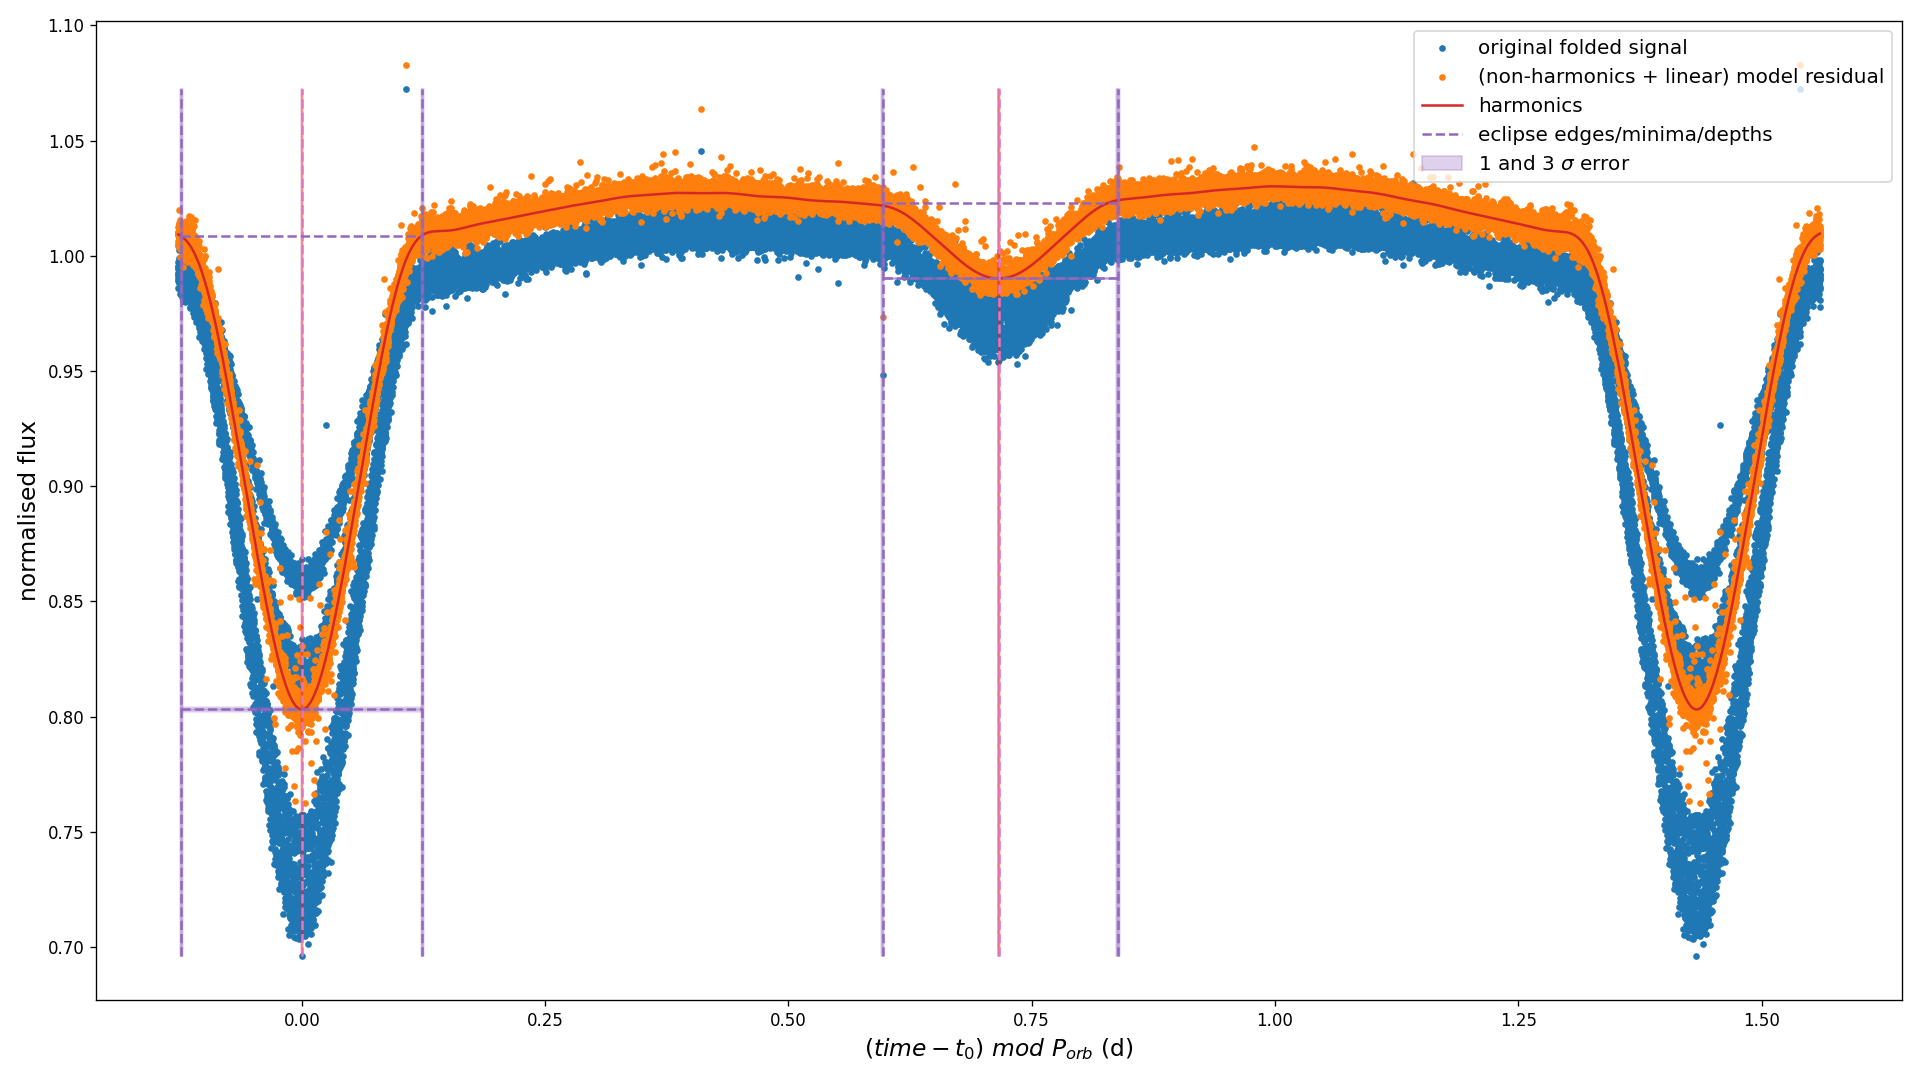 original folded signal
(non-harmonics + linear) model residual
harmonics
eclipse edges/minima/depths
1 and 3 σ error
normalised flux
1.10
1.05
1.00
0.95
0.90
0.85
0.80
0.75
0.70
0.00 0.25 0.50 0.75 1.00 1.25 1.50
(time − t₀) mod Pₒᵣᵦ (d)